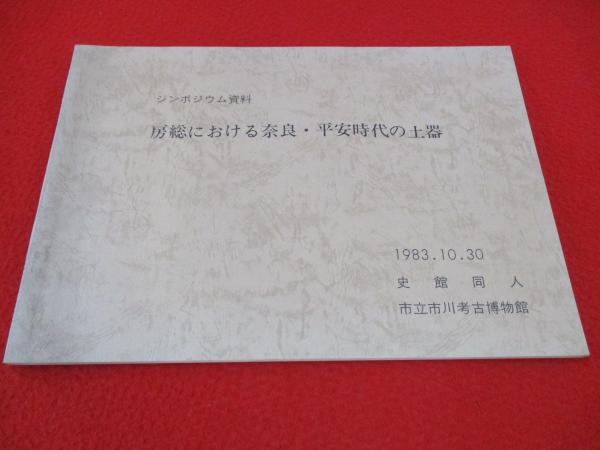 シンポジウム資料
房総における奈良・平安時代の土器
1983.10.30
史館同人
市立市川考古博物館